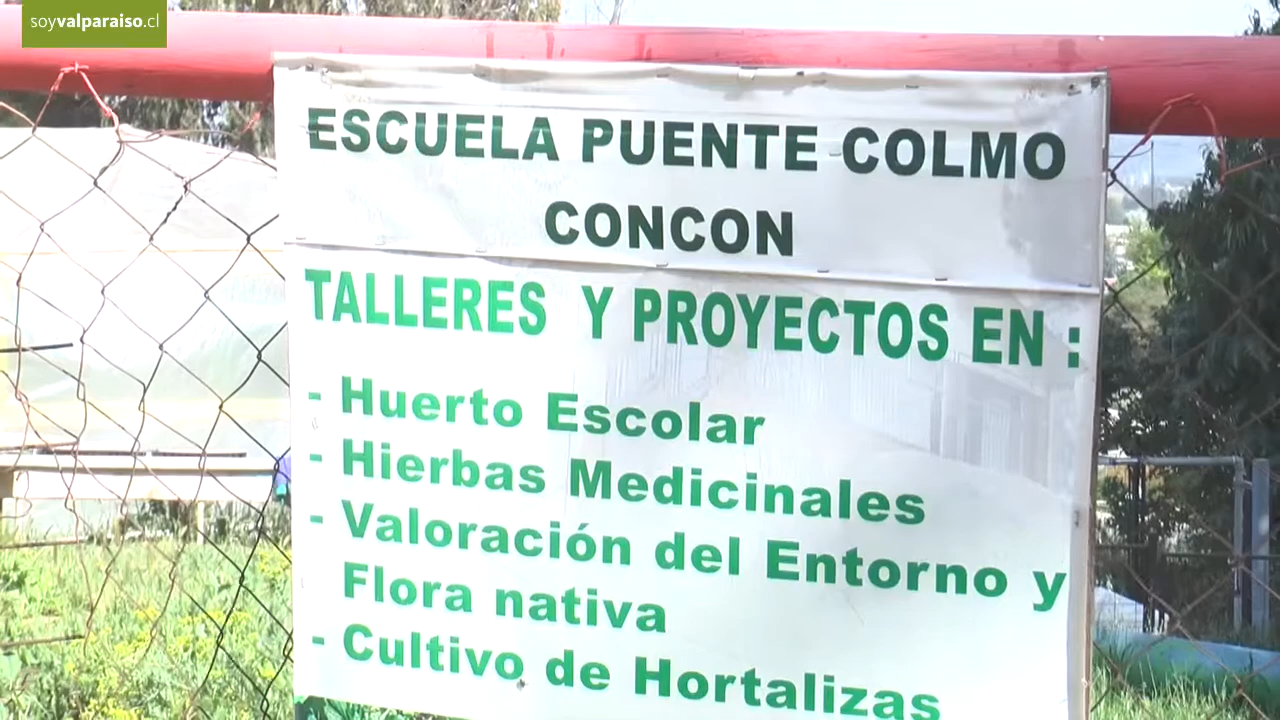 soyvalparaiso.cl
ESCUELA PUENTE COLMO
CONCON
TALLERES Y PROYECTOS EN :
- Huerto Escolar
- Hierbas Medicinales
- Valoración del Entorno y
Flora nativa
- Cultivo de Hortalizas